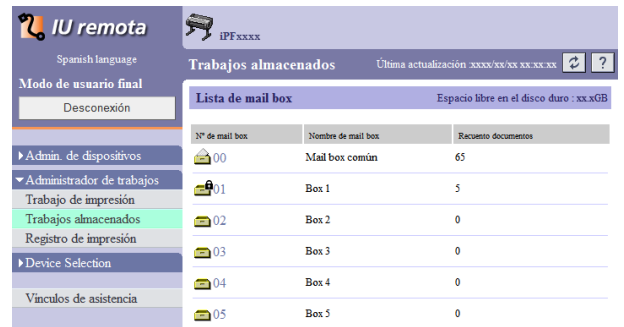 IU remota
iPFxxxx
Spanish language
Trabajos almacenados
Última actualización :xxxx/xx/xx xx:xx:xx
?
Modo de usuario final
Desconexión
Lista de mail box
Espacio libre en el disco duro : xx.xGB
Nº de mail box Nombre de mail box Recuento documentos
Admin. de dispositivos
00 Mail box común 65
Administrador de trabajos
01 Box 1 5
Trabajo de impresión
Trabajos almacenados
02 Box 2 0
Registro de impresión
03 Box 3 0
Device Selection
04 Box 4 0
Vínculos de asistencia
05 Box 5 0